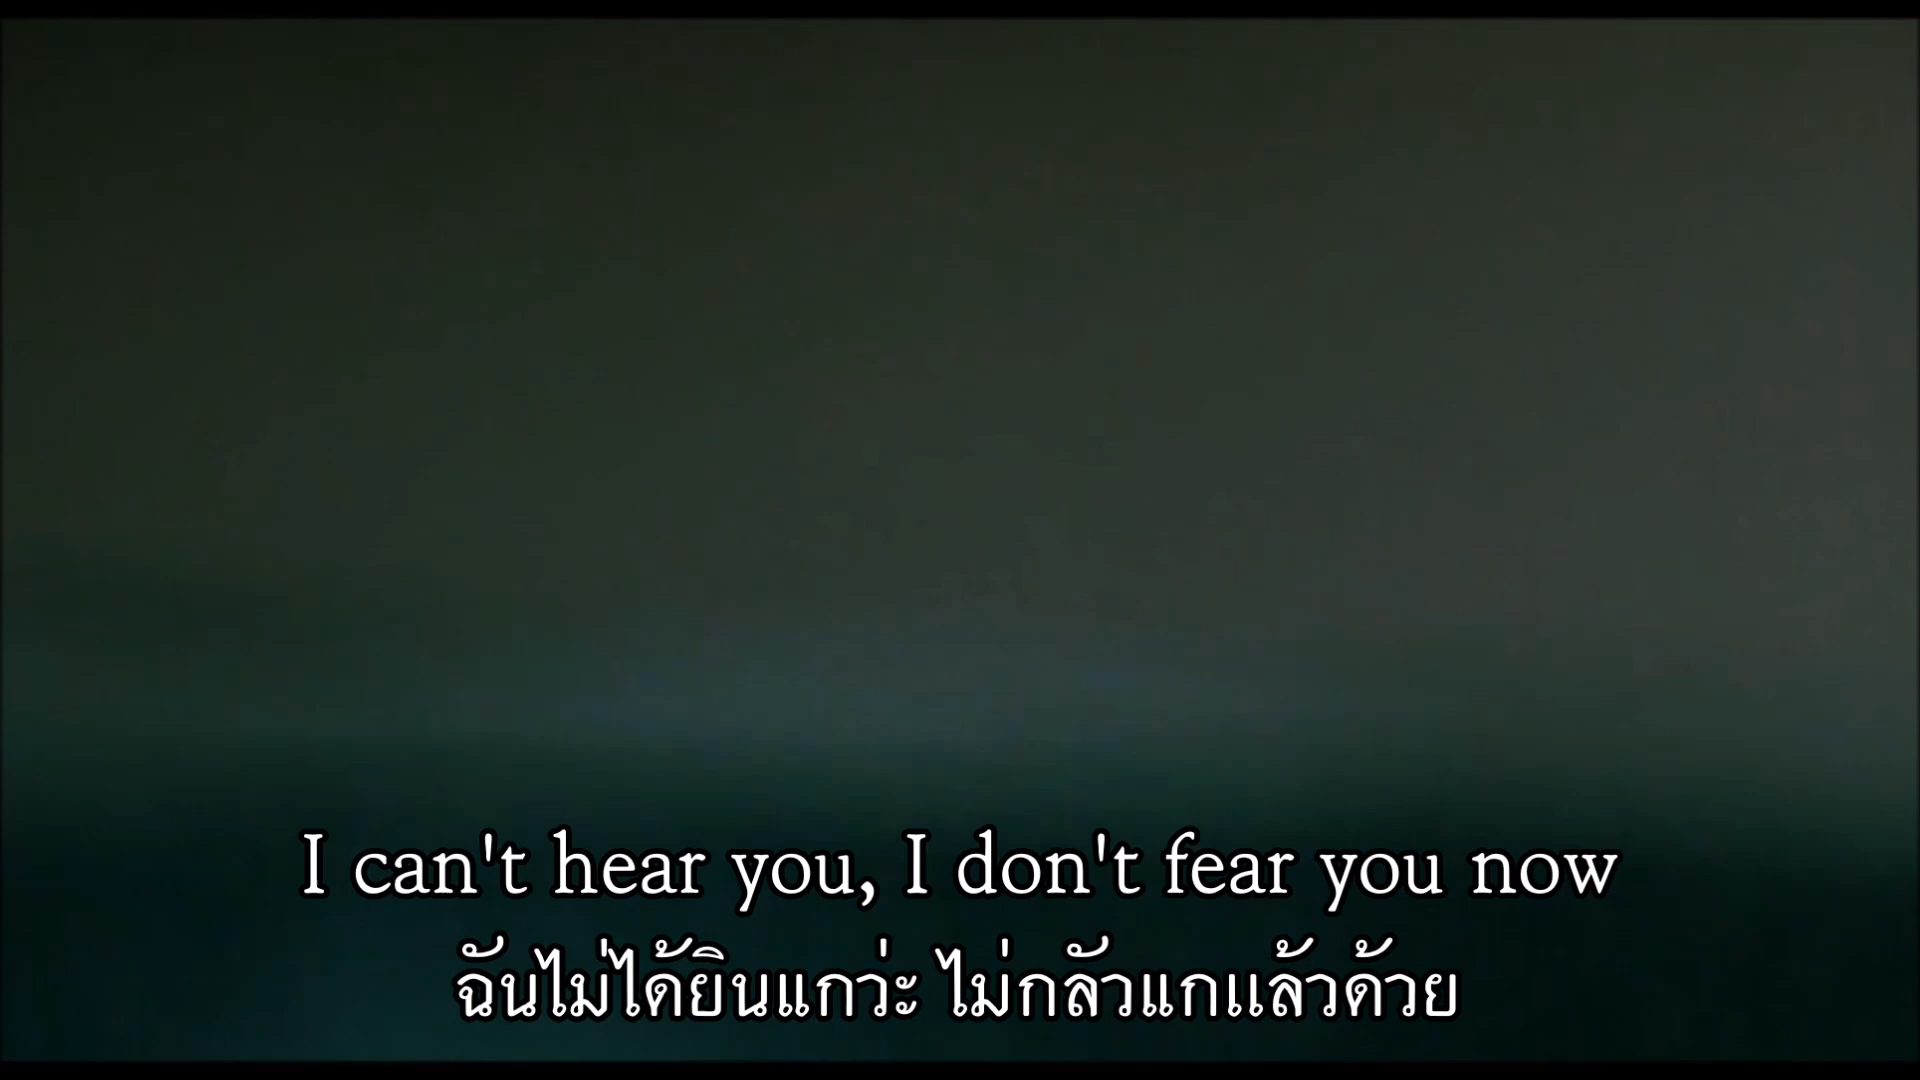 I can't hear you, I don't fear you now
ฉันไม่ได้ยินแกว่ะ ไม่กลัวแกแล้วด้วย